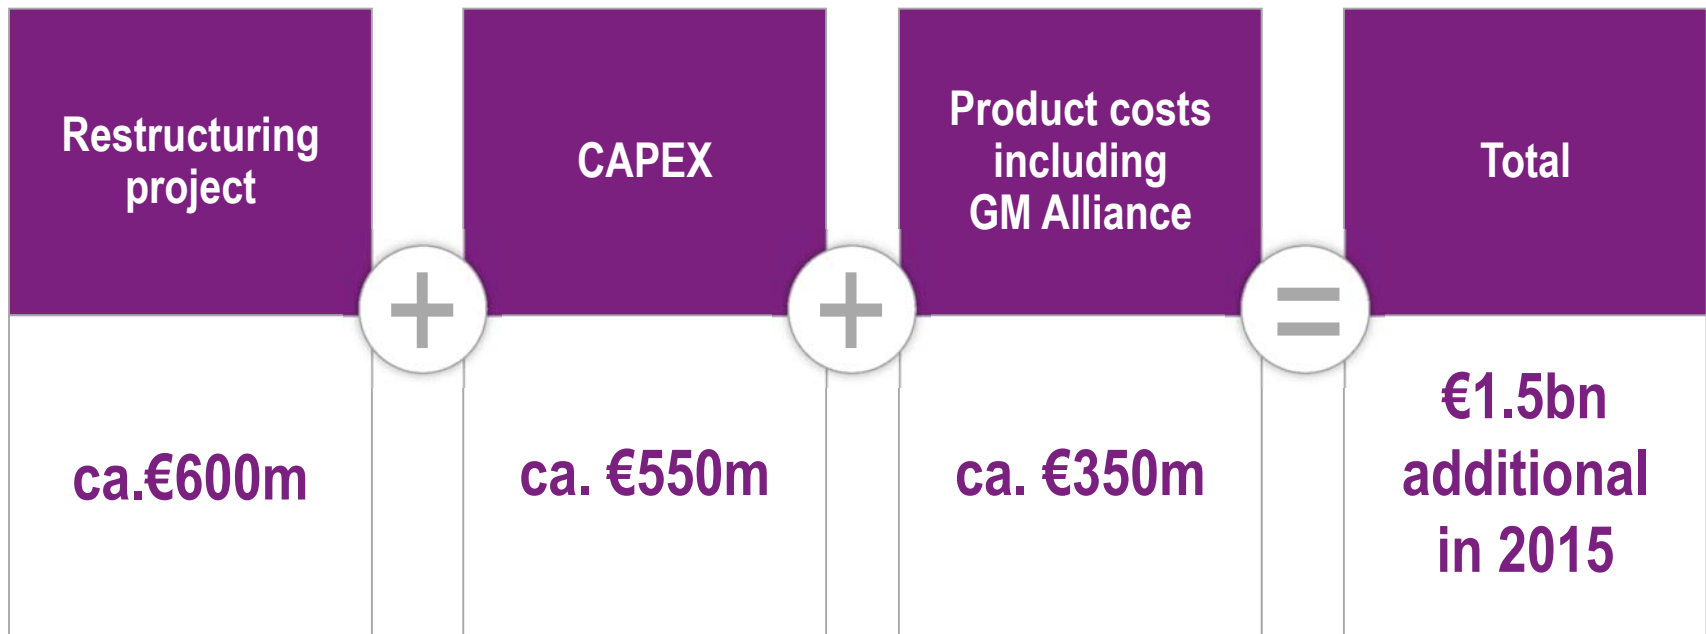 Restructuring
project
+
CAPEX
+
Product costs
including
GM Alliance
=
Total
ca.€600m
ca. €550m
ca. €350m
€1.5bn
additional
in 2015